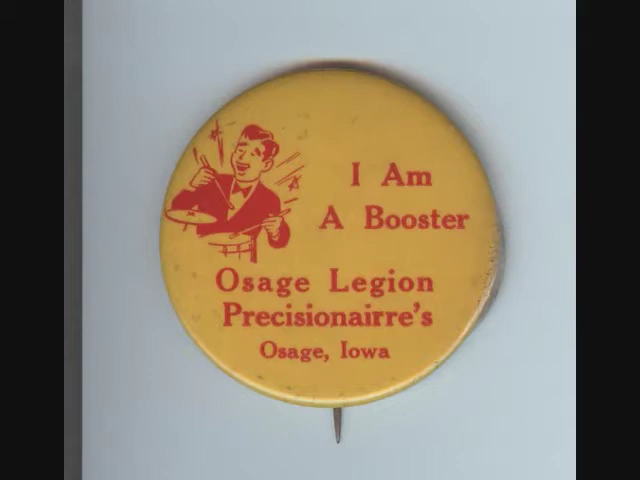 I Am
A Booster
Osage Legion
Precisionairre's
Osage, Iowa